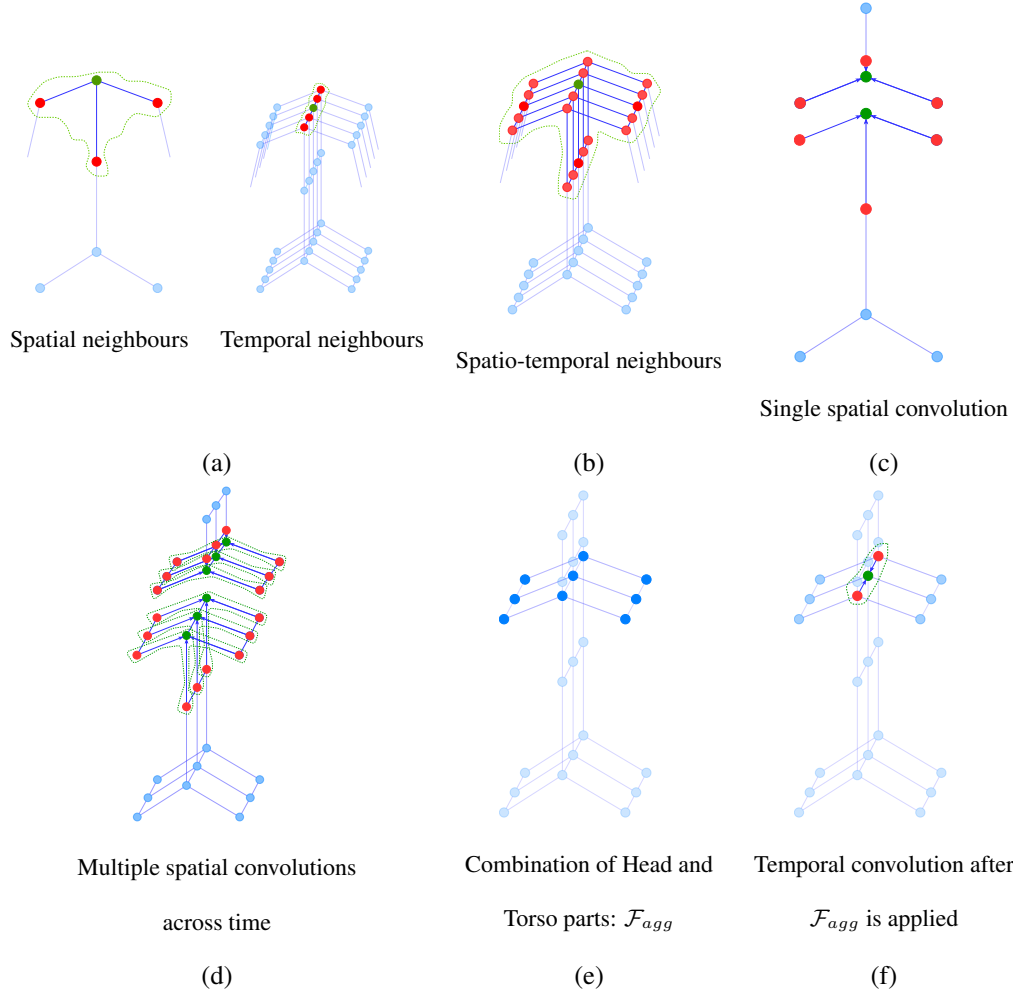 Spatial neighbours
Temporal neighbours
Spatio-temporal neighbours
Single spatial convolution
(a)
(b)
(c)
Multiple spatial convolutions
across time
Combination of Head and
Torso parts: $\mathcal{F}_{agg}$
Temporal convolution after
$\mathcal{F}_{agg}$ is applied
(d)
(e)
(f)